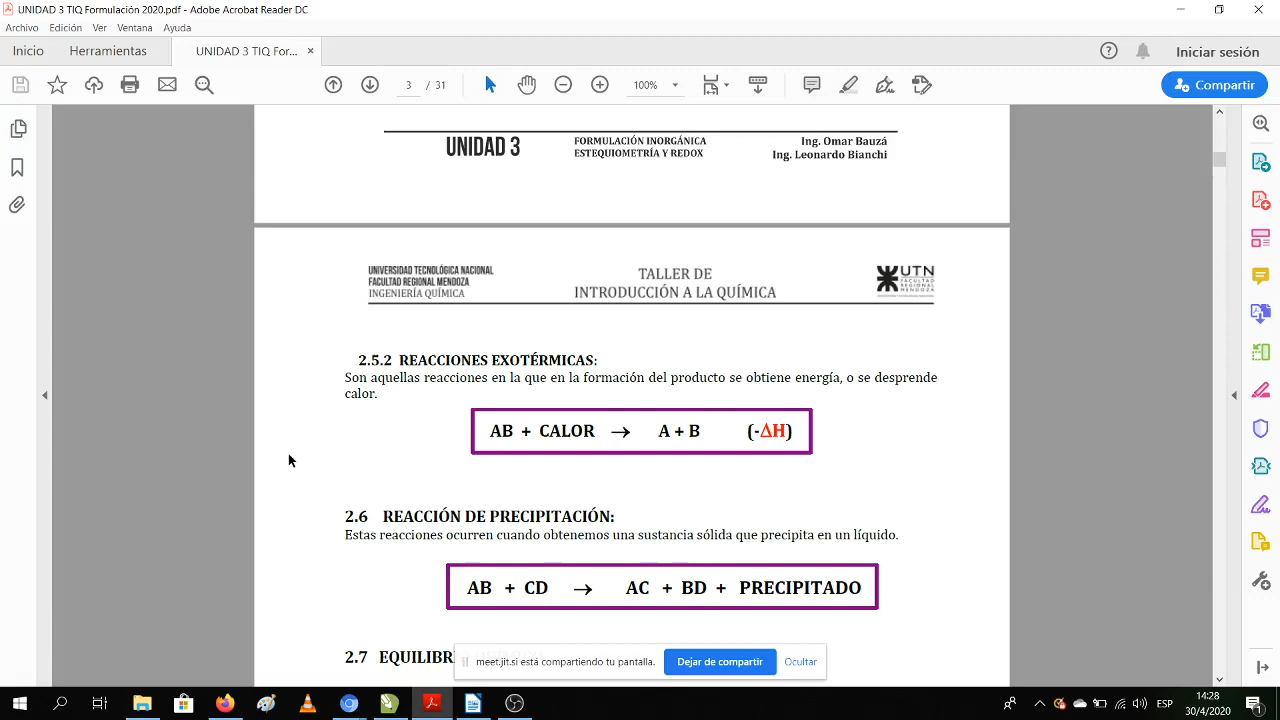 UNIDAD 3 TIQ Formulación 2020.pdf - Adobe Acrobat Reader DC
Archivo Edición Ver Ventana Ayuda
Inicio Herramientas UNIDAD 3 TIQ For... × Iniciar sesión
3 / 31 100% Compartir
UNIDAD 3 FORMULACIÓN INORGÁNICA Ing. Omar Bauzá
ESTEQUIOMETRÍA Y REDOX Ing. Leonardo Bianchi
UNIVERSIDAD TECNOLÓGICA NACIONAL TALLER DE UTN
FACULTAD REGIONAL MENDOZA INTRODUCCIÓN A LA QUÍMICA FACULTAD REGIONAL MENDOZA
INGENIERÍA QUÍMICA
2.5.2 REACCIONES EXOTÉRMICAS:
Son aquellas reacciones en la que en la formación del producto se obtiene energía, o se desprende
calor.
AB + CALOR → A + B (-ΔH)
2.6 REACCIÓN DE PRECIPITACIÓN:
Estas reacciones ocurren cuando obtenemos una sustancia sólida que precipita en un líquido.
AB + CD → AC + BD + PRECIPITADO
2.7 EQUILIBR
meet.jit.si está compartiendo tu pantalla. Dejar de compartir Ocultar
ESP 14:28
30/4/2020